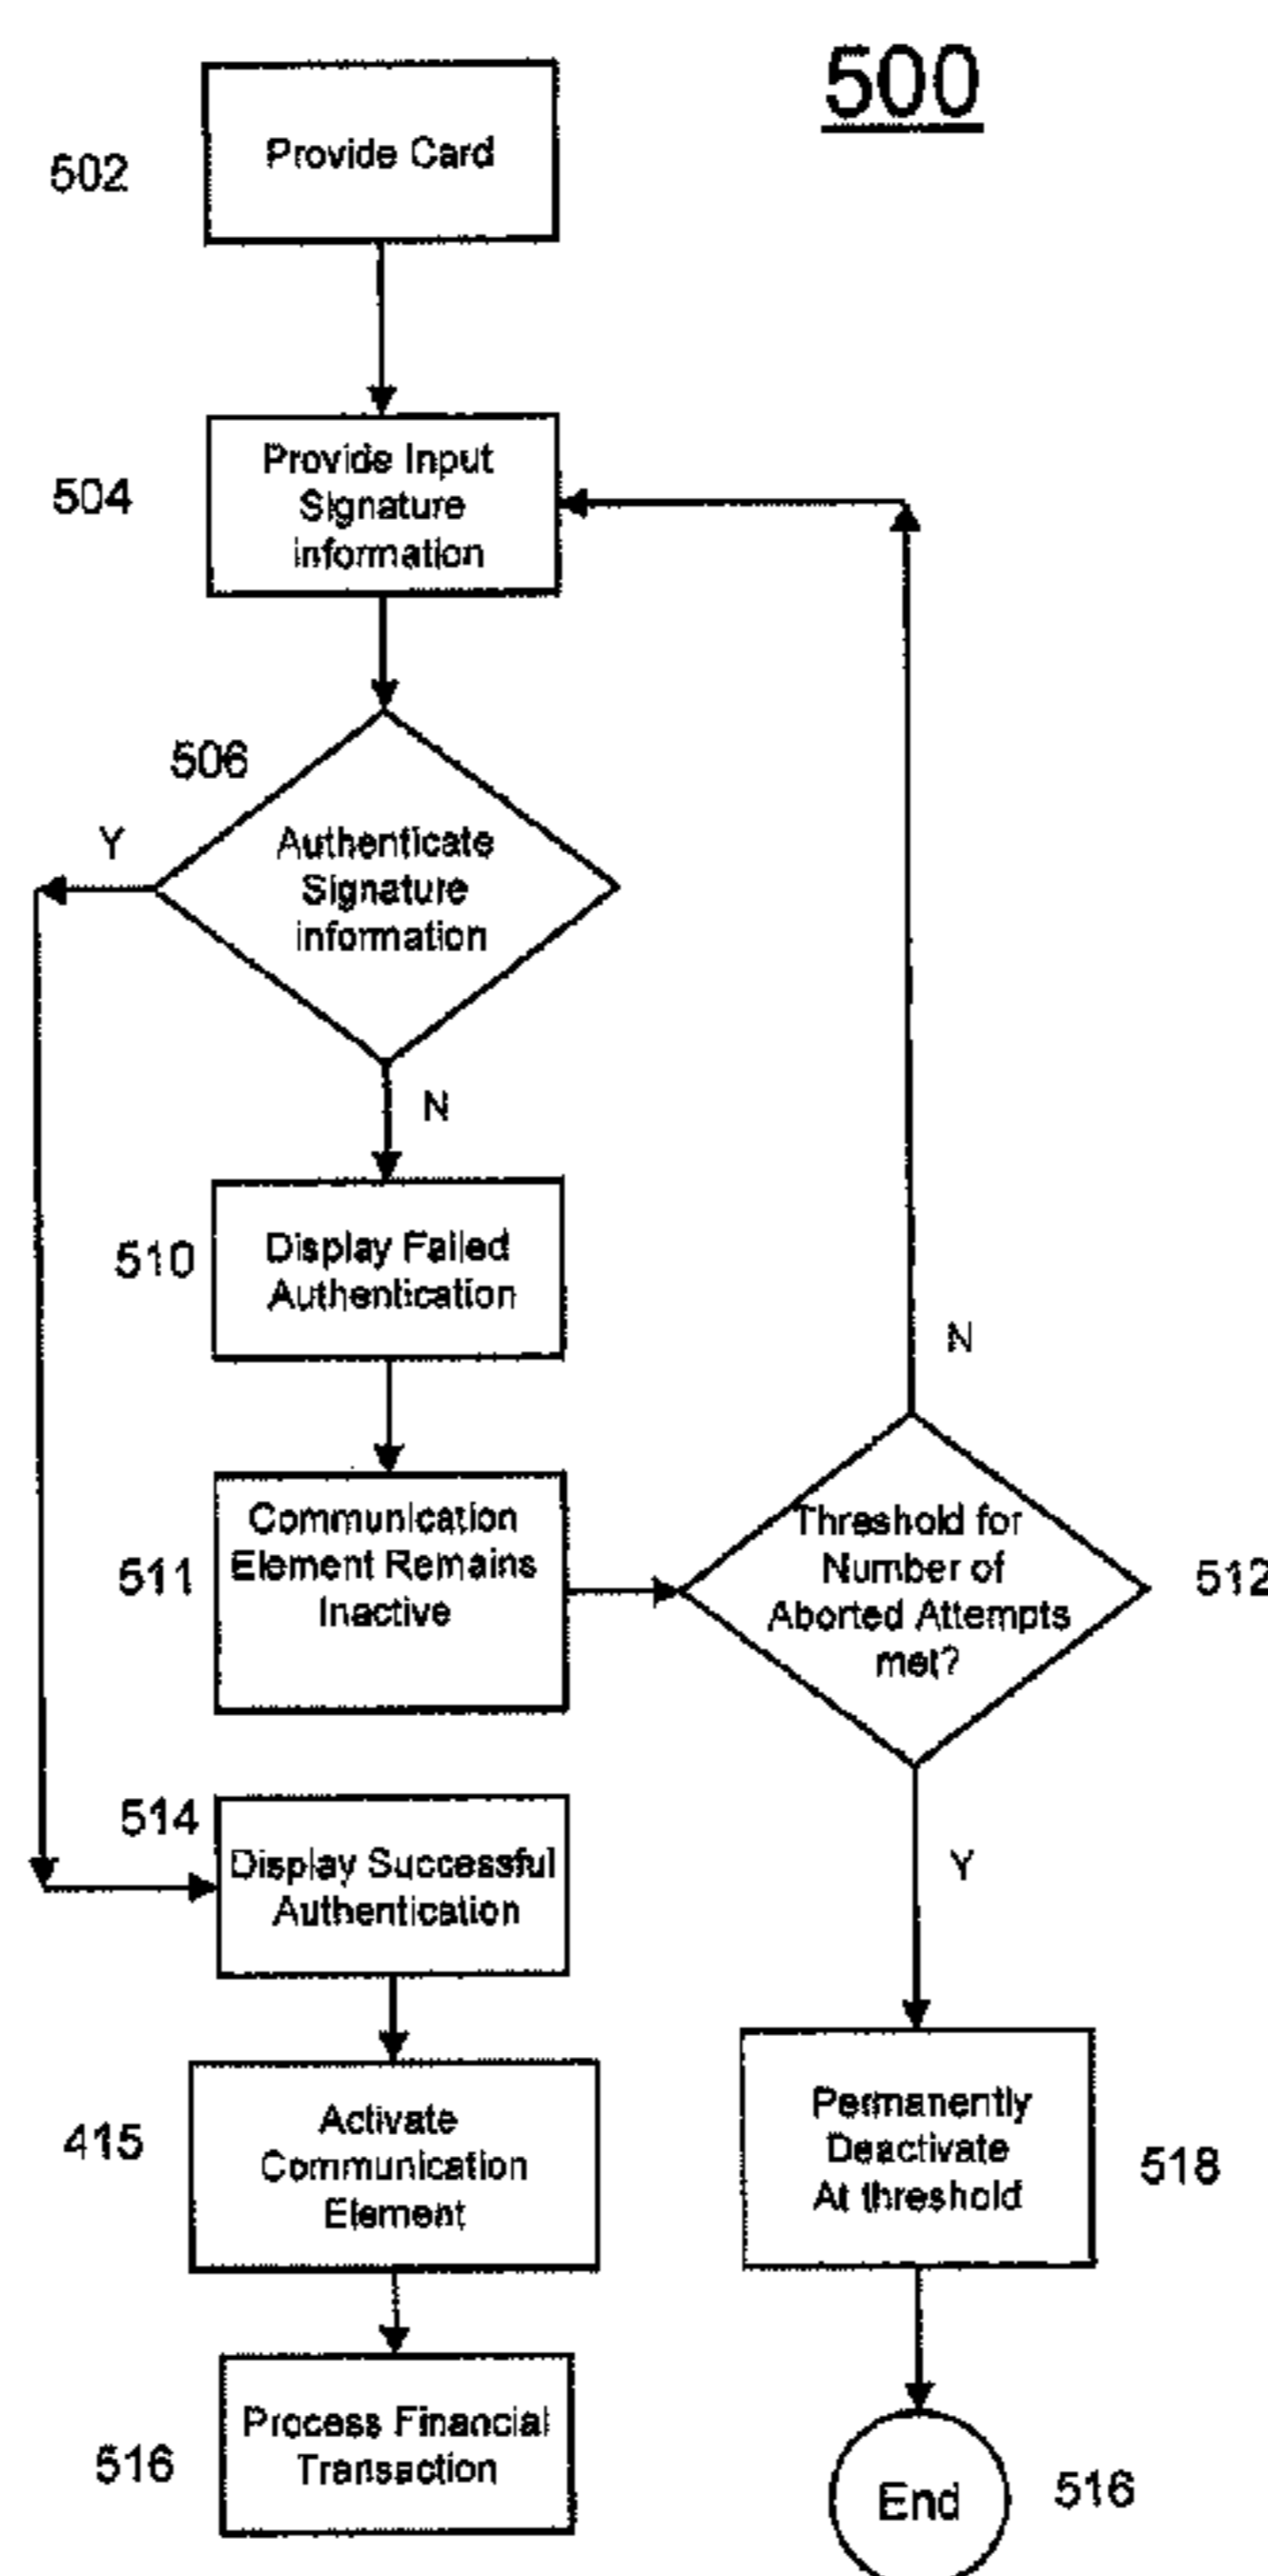 500
Provide Card
502
Provide Input
Signature
information
504
506
Y
Authenticate
Signature
information
N
510
Display Failed
Authentication
N
511
Communication
Element Remains
Inactive
Threshold for
Number of
Aborted Attempts
met?
512
514
Display Successful
Authentication
Y
415
Activate
Communication
Element
Permanently
Deactivate
At threshold
518
516
Process Financial
Transaction
End
516